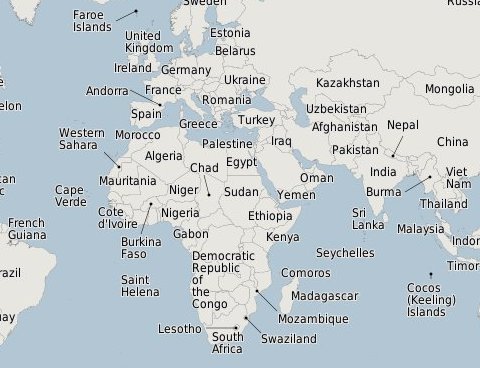 Sweden
Russia
Faroe
Islands
Estonia
United
Kingdom
Belarus
Ireland
Germany
Ukraine
Kazakhstan
Mongolia
Andorra
France
Romania
Uzbekistan
Spain
Greece
Turkey
Afghanistan
Nepal
Western
Sahara
Morocco
Palestine
Iraq
Pakistan
China
Algeria
Chad
Egypt
India
Viet
Nam
Mauritania
Niger
Sudan
Oman
Burma
Yemen
Cape
Verde
Thailand
Cote
d'Ivoire
Nigeria
Ethiopia
Sri
Lanka
French
Guiana
Gabon
Kenya
Malaysia
Burkina
Faso
Indon
Democratic
Republic
of
the
Congo
Seychelles
Timor
Comoros
Saint
Helena
Cocos
(Keeling)
Islands
Madagascar
Mozambique
Lesotho
South
Africa
Swaziland